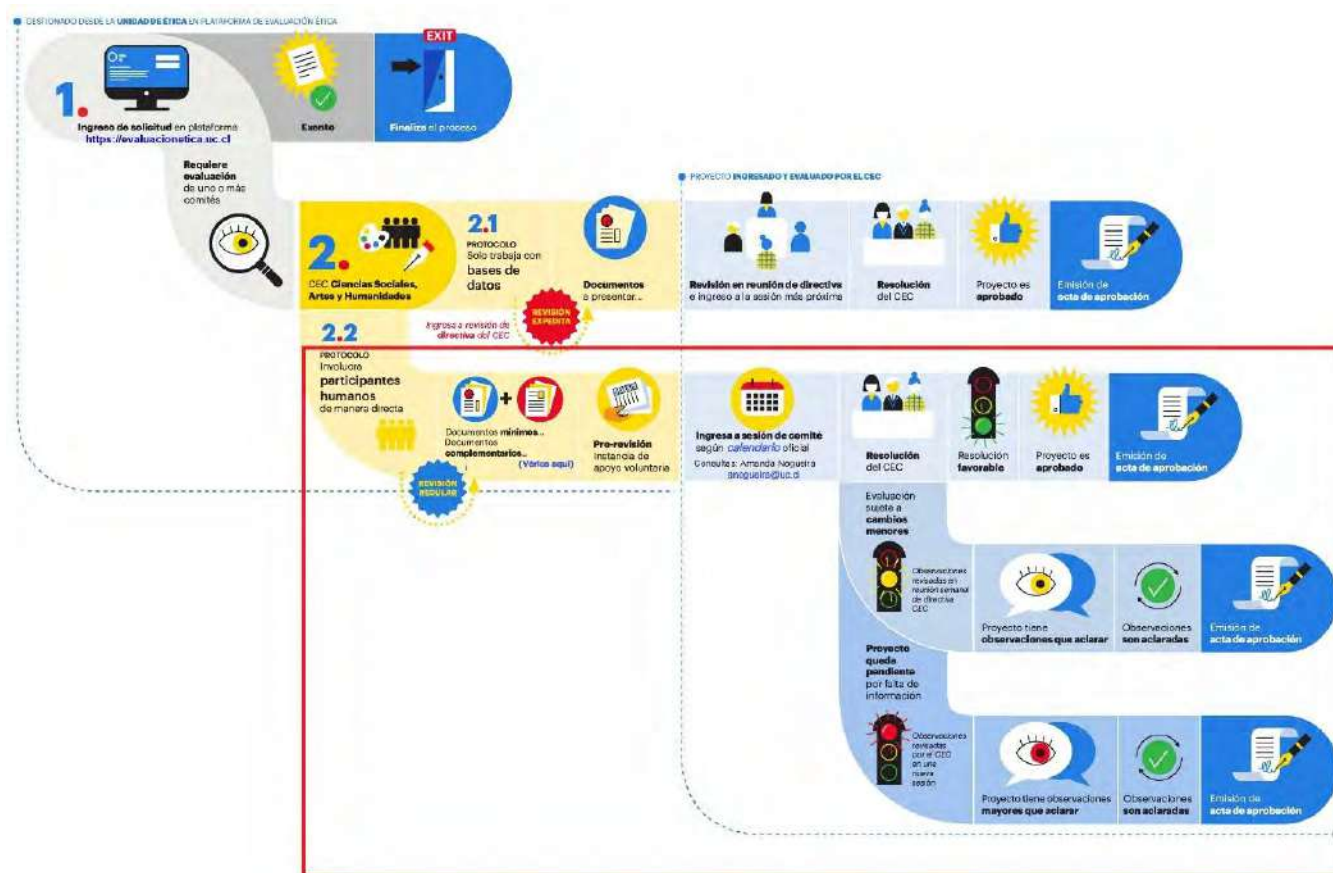 GESTIONADO DESDE LA UNIDAD DE ÉTICA EN PLATAFORMA DE EVALUACIÓN ÉTICA
1.
Ingreso de solicitud en plataforma
https://evaluacionetica.uc.cl
Exento
EXIT
Finaliza el proceso
Requiere
evaluación
de uno o más
comités
2.
CEC Ciencias Sociales,
Artes y Humanidades
2.1
PROTOCOLO
Solo trabaja con
bases de
datos
Documentos
a presentar...
Ingresa a revisión de
directiva del CEC
REVISIÓN
EXPEDITA
PROYECTO INGRESADO Y EVALUADO POR EL CEC
Revisión en reunión de directiva
e ingreso a la sesión más próxima
Resolución
del CEC
Proyecto es
aprobado
Emisión de
acta de aprobación
2.2
PROTOCOLO
Involucra
participantes
humanos
de manera directa
Documentos mínimos...
Documentos
complementarios...
(Vérlos aquí)
REVISIÓN
REGULAR
Pre-revisión
Instancia de
apoyo voluntaria
Ingresa a sesión de comité
según calendario oficial
Consultas: Amanda Nogueira
anogueira@uc.cl
Resolución
del CEC
Resolución
favorable
Proyecto es
aprobado
Emisión de
acta de aprobación
Evaluación
sujeta a
cambios
menores
Observaciones
revisadas en
reunión semanal
de directiva
CEC
Proyecto tiene
observaciones que aclarar
Observaciones
son aclaradas
Emisión de
acta de aprobación
Proyecto
queda
pendiente
por falta de
información
Observaciones
revisadas
por el CEC
en una
nueva
sesión
Proyecto tiene observaciones
mayores que aclarar
Observaciones
son aclaradas
Emisión de
acta de aprobación